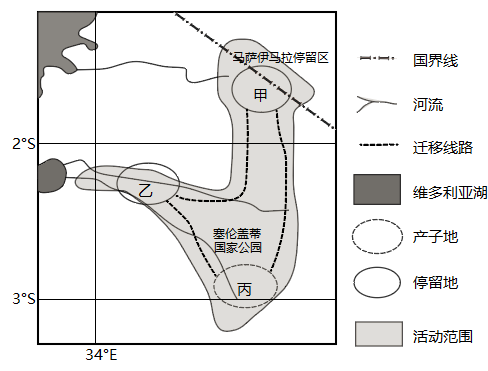 马萨伊马拉停留区
甲
2°S
乙
塞伦盖蒂
国家公园
丙
3°S
34°E
国界线
河流
迁移线路
维多利亚湖
产子地
停留地
活动范围